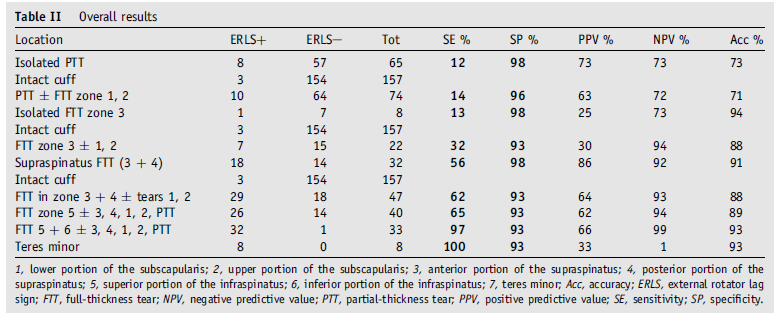 Table II Overall results
Location ERLS+ ERLS− Tot SE % SP % PPV % NPV % Acc %
Isolated PTT 8 57 65 12 98 73 73 73
Intact cuff 3 154 157
PTT ± FTT zone 1, 2 10 64 74 14 96 63 72 71
Isolated FTT zone 3 1 7 8 13 98 25 73 94
Intact cuff 3 154 157
FTT zone 3 ± 1, 2 7 15 22 32 93 30 94 88
Supraspinatus FTT (3 + 4) 18 14 32 56 98 86 92 91
Intact cuff 3 154 157
FTT in zone 3 + 4 ± tears 1, 2 29 18 47 62 93 64 93 88
FTT zone 5 ± 3, 4, 1, 2, PTT 26 14 40 65 93 62 94 89
FTT 5 + 6 ± 3, 4, 1, 2, PTT 32 1 33 97 93 66 99 93
Teres minor 8 0 8 100 93 33 1 93
1, lower portion of the subscapularis; 2, upper portion of the subscapularis; 3, anterior portion of the supraspinatus; 4, posterior portion of the
supraspinatus; 5, superior portion of the infraspinatus; 6, inferior portion of the infraspinatus; 7, teres minor; Acc, accuracy; ERLS, external rotator lag
sign; FTT, full-thickness tear; NPV, negative predictive value; PTT, partial-thickness tear; PPV, positive predictive value; SE, sensitivity; SP, specificity.